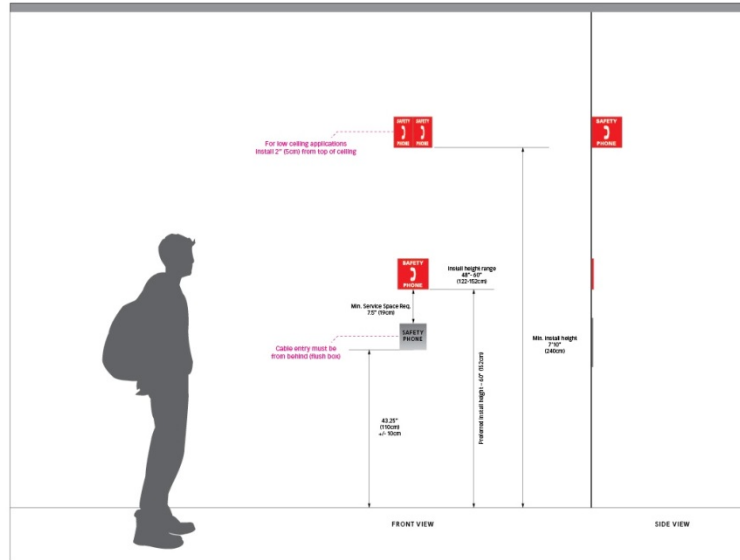 SAFETY SAFETY
PHONE PHONE
SAFETY
PHONE
For low ceiling applications
Install 2" (5cm) from top of ceiling
SAFETY
PHONE
Install height range
48"- 60"
(122-152cm)
Min. Service Space Req.
7.5" (19cm)
SAFETY
PHONE
Cable entry must be
from behind (flush box)
Min. Install height
7'10"
(240cm)
Preferred Install height - 60" (152cm)
43.25"
(110cm)
+/- 10cm
FRONT VIEW
SIDE VIEW